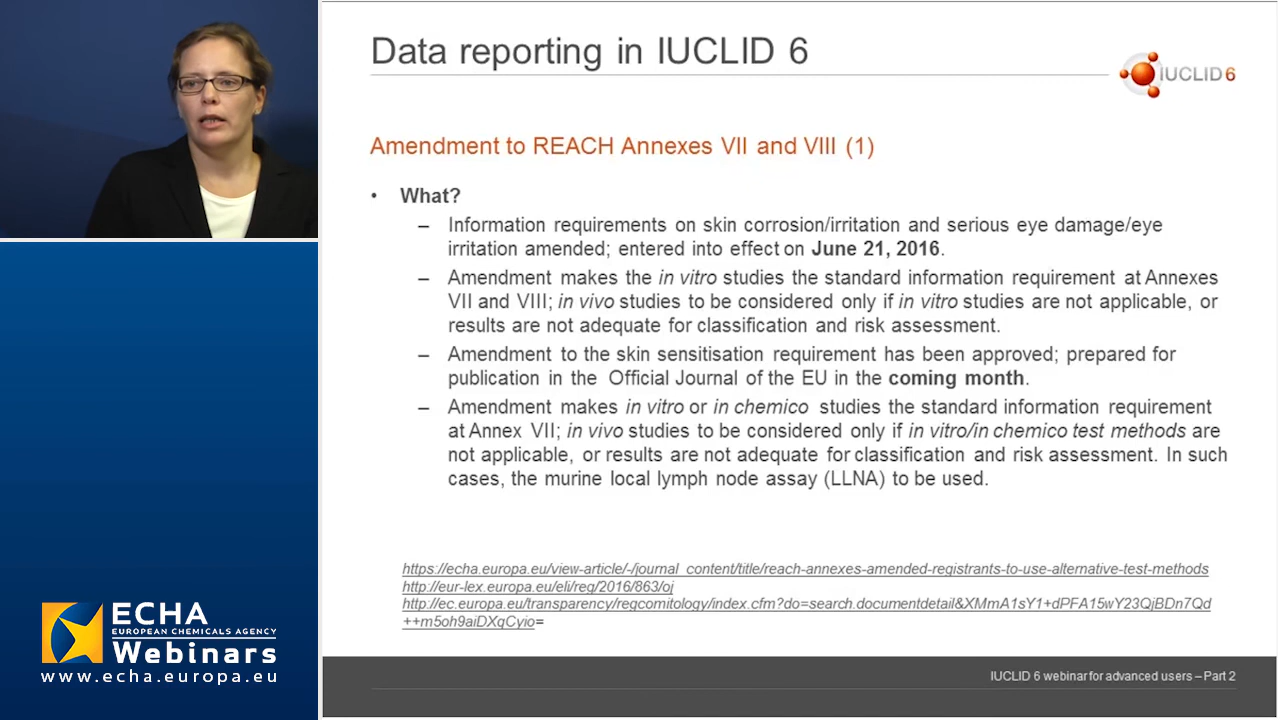 Data reporting in IUCLID 6
IUCLID 6
Amendment to REACH Annexes VII and VIII (1)
• What?
– Information requirements on skin corrosion/irritation and serious eye damage/eye
irritation amended; entered into effect on June 21, 2016.
– Amendment makes the in vitro studies the standard information requirement at Annexes
VII and VIII; in vivo studies to be considered only if in vitro studies are not applicable, or
results are not adequate for classification and risk assessment.
– Amendment to the skin sensitisation requirement has been approved; prepared for
publication in the Official Journal of the EU in the coming month.
– Amendment makes in vitro or in chemico studies the standard information requirement
at Annex VII; in vivo studies to be considered only if in vitro/in chemico test methods are
not applicable, or results are not adequate for classification and risk assessment. In such
cases, the murine local lymph node assay (LLNA) to be used.
https://echa.europa.eu/view-article/-/journal_content/title/reach-annexes-amended-registrants-to-use-alternative-test-methods
http://eur-lex.europa.eu/eli/reg/2016/863/oj
http://ec.europa.eu/transparency/regcomitology/index.cfm?do=search.documentdetail&XMmA1sY1+dPFA15wY23QjBDn7Qd
++m5oh9aiDXqCyio=
ECHA
EUROPEAN CHEMICALS AGENCY
Webinars
www.echa.europa.eu
IUCLID 6 webinar for advanced users – Part 2